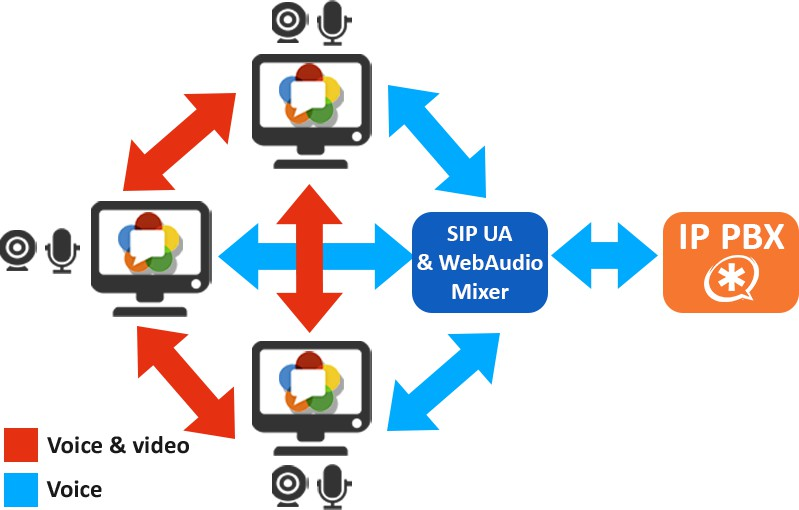 SIP UA
& WebAudio
Mixer
IP PBX
Voice & video
Voice